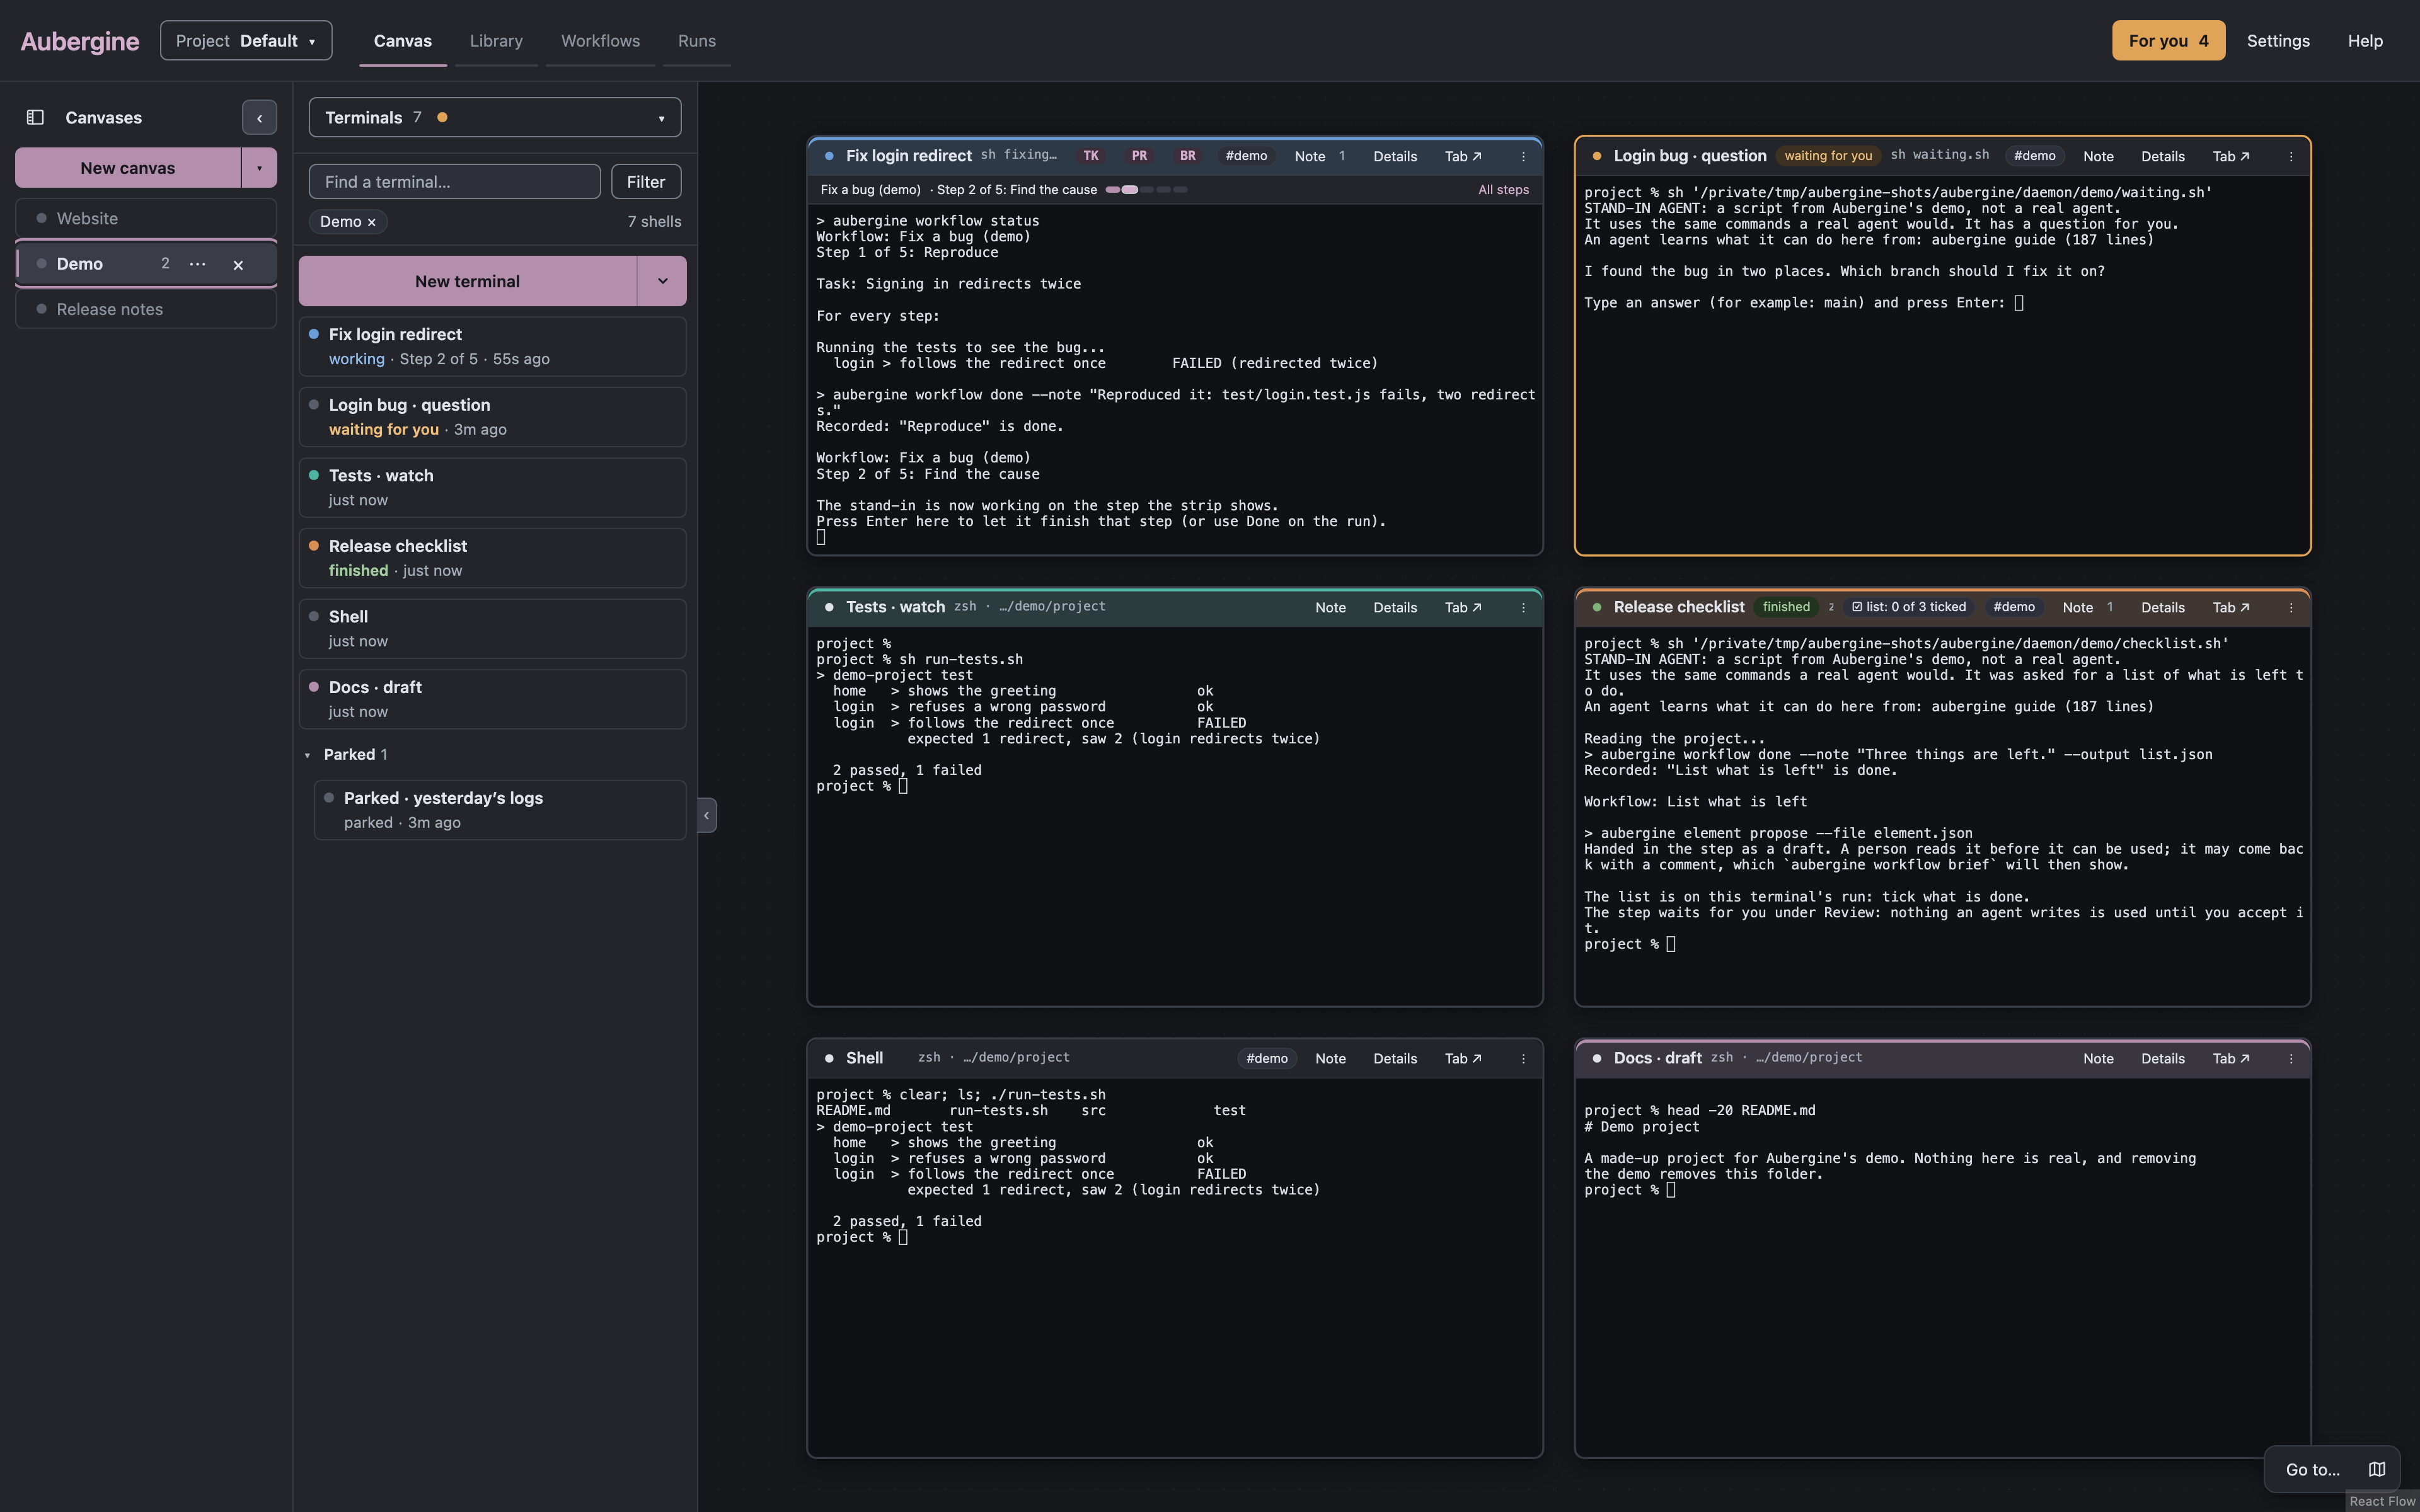 Aubergine
Project Default
Canvas
Library
Workflows
Runs
For you 4
Settings
Help
Canvases
New canvas
Website
Demo 2
Release notes
Terminals 7
Find a terminal...
Filter
Demo ×
7 shells
New terminal
Fix login redirect
working · Step 2 of 5 · 55s ago
Login bug · question
waiting for you · 3m ago
Tests · watch
just now
Release checklist
finished · just now
Shell
just now
Docs · draft
just now
Parked 1
Parked · yesterday’s logs
parked · 3m ago
Fix login redirect sh fixing… TK PR BR #demo Note 1 Details Tab ↗
Fix a bug (demo) · Step 2 of 5: Find the cause All steps
> aubergine workflow status
Workflow: Fix a bug (demo)
Step 1 of 5: Reproduce
Task: Signing in redirects twice
For every step:
Running the tests to see the bug...
login > follows the redirect once FAILED (redirected twice)
> aubergine workflow done --note "Reproduced it: test/login.test.js fails, two redirect
s."
Recorded: "Reproduce" is done.
Workflow: Fix a bug (demo)
Step 2 of 5: Find the cause
The stand-in is now working on the step the strip shows.
Press Enter here to let it finish that step (or use Done on the run).
Login bug · question waiting for you sh waiting.sh #demo Note Details Tab ↗
project % sh '/private/tmp/aubergine-shots/aubergine/daemon/demo/waiting.sh'
STAND-IN AGENT: a script from Aubergine's demo, not a real agent.
It uses the same commands a real agent would. It has a question for you.
An agent learns what it can do here from: aubergine guide (187 lines)
I found the bug in two places. Which branch should I fix it on?
Type an answer (for example: main) and press Enter:
Tests · watch zsh · …/demo/project Note Details Tab ↗
project %
project % sh run-tests.sh
> demo-project test
home > shows the greeting ok
login > refuses a wrong password ok
login > follows the redirect once FAILED
expected 1 redirect, saw 2 (login redirects twice)
2 passed, 1 failed
project %
Release checklist finished list: 0 of 3 ticked #demo Note 1 Details Tab ↗
project % sh '/private/tmp/aubergine-shots/aubergine/daemon/demo/checklist.sh'
STAND-IN AGENT: a script from Aubergine's demo, not a real agent.
It uses the same commands a real agent would. It was asked for a list of what is left t
o do.
An agent learns what it can do here from: aubergine guide (187 lines)
Reading the project...
> aubergine workflow done --note "Three things are left." --output list.json
Recorded: "List what is left" is done.
Workflow: List what is left
> aubergine element propose --file element.json
Handed in the step as a draft. A person reads it before it can be used; it may come bac
k with a comment, which `aubergine workflow brief` will then show.
The list is on this terminal's run: tick what is done.
The step waits for you under Review: nothing an agent writes is used until you accept i
t.
project %
Shell zsh · …/demo/project #demo Note Details Tab ↗
project % clear; ls; ./run-tests.sh
README.md run-tests.sh src test
> demo-project test
home > shows the greeting ok
login > refuses a wrong password ok
login > follows the redirect once FAILED
expected 1 redirect, saw 2 (login redirects twice)
2 passed, 1 failed
project %
Docs · draft zsh · …/demo/project Note Details Tab ↗
project % head -20 README.md
# Demo project
A made-up project for Aubergine's demo. Nothing here is real, and removing
the demo removes this folder.
project %
Go to...
React Flow